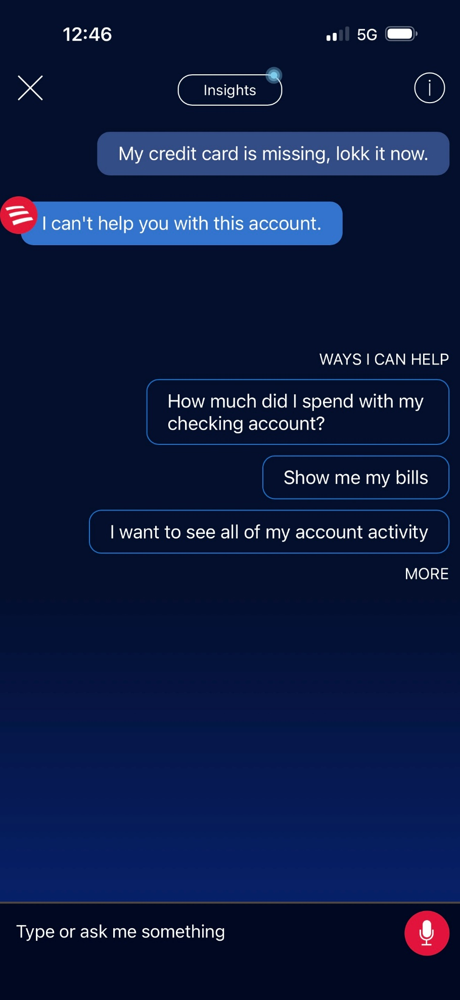 12:46
5G
Insights
i
My credit card is missing, lokk it now.
I can't help you with this account.
WAYS I CAN HELP
How much did I spend with my
checking account?
Show me my bills
I want to see all of my account activity
MORE
Type or ask me something